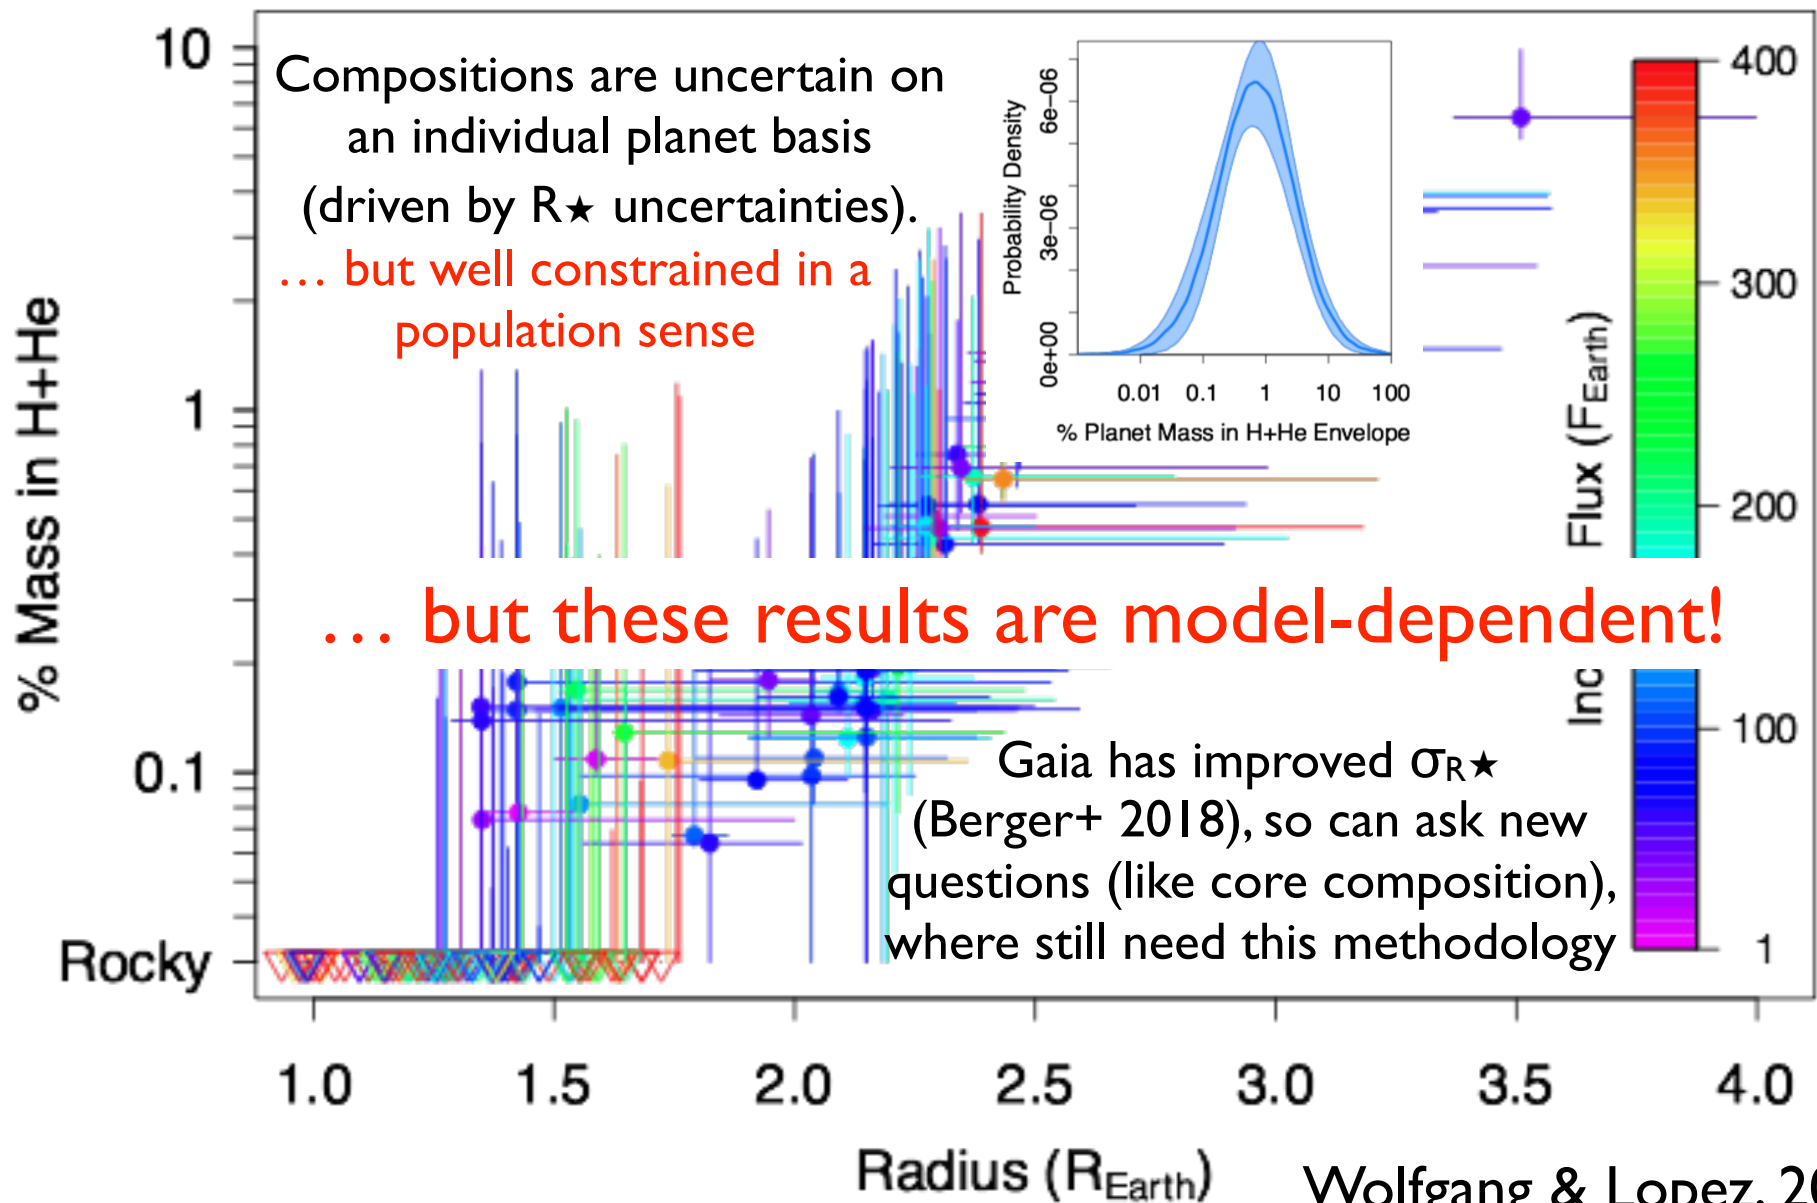 10
1
0.1
Rocky
% Mass in H+He
Compositions are uncertain on
an individual planet basis
(driven by R★ uncertainties).
… but well constrained in a
population sense
Probability Density
6e−06
3e−06
0e+00
0.01 0.1 1 10 100
% Planet Mass in H+He Envelope
400
300
200
100
1
Flux (FEarth)
Inc
… but these results are model-dependent!
Gaia has improved σR★
(Berger+ 2018), so can ask new
questions (like core composition),
where still need this methodology
1.0 1.5 2.0 2.5 3.0 3.5 4.0
Radius (REarth)
Wolfgang & Lopez,